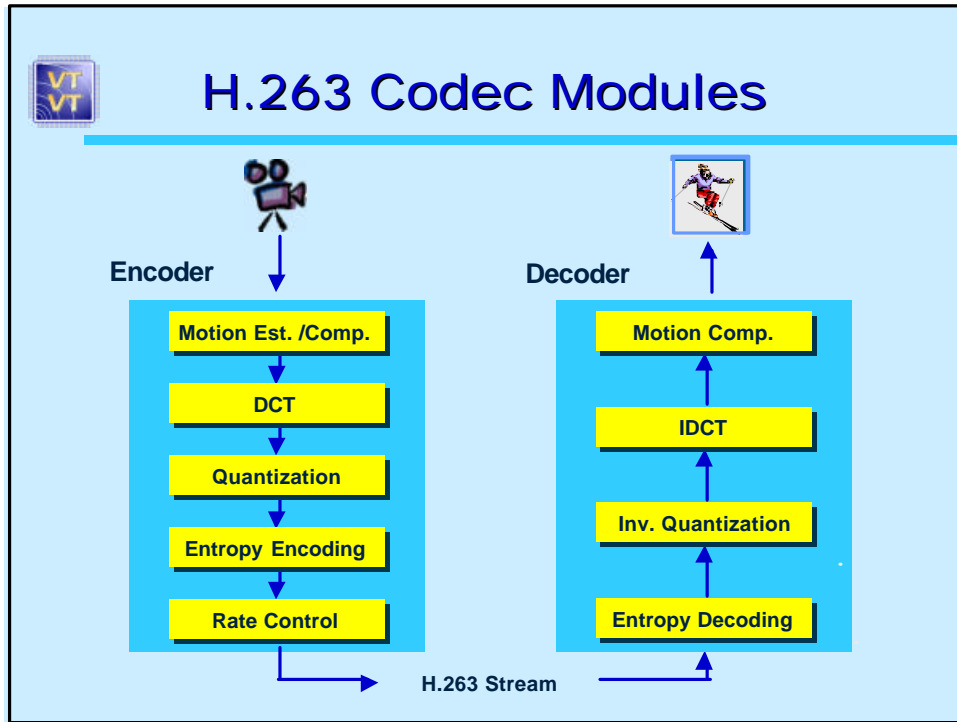 VT
VT
H.263 Codec Modules
Encoder
Motion Est. /Comp.
DCT
Quantization
Entropy Encoding
Rate Control
H.263 Stream
Decoder
Motion Comp.
IDCT
Inv. Quantization
Entropy Decoding